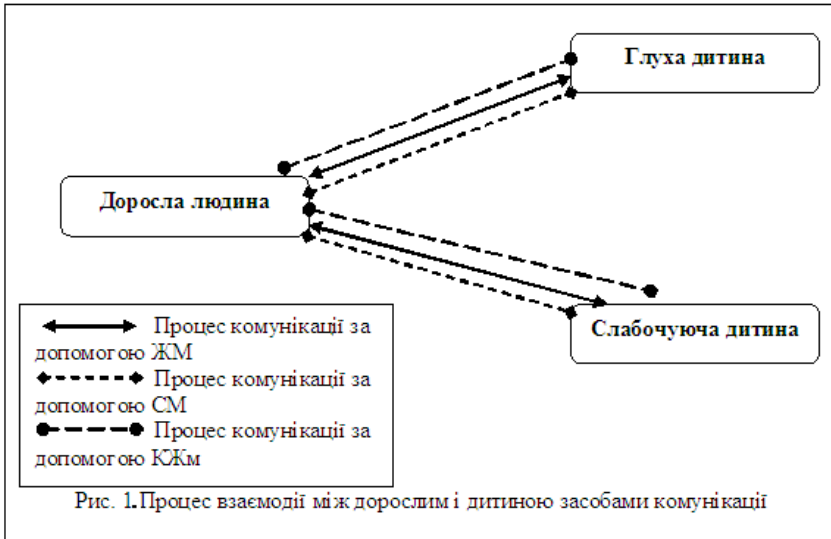 Глуха дитина
Доросла людина
Слабочуюча дитина
Процес комунікації за
допомогою ЖМ
Процес комунікації за
допомогою СМ
Процес комунікації за
допомогою КЖм
Рис. 1.Процес взаємодії між дорослим і дитиною засобами комунікації